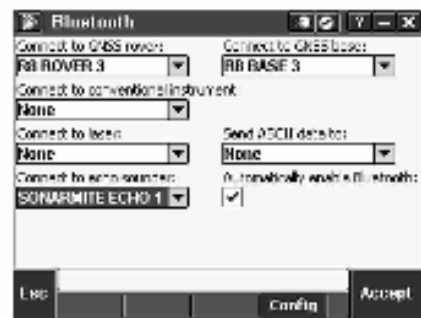 Bluetooth ? – ×
Connect to GNSS rover: Connect to GNSS base:
R8 ROVER 3 R8 BASE 3
Connect to conventional instrument:
None
Connect to laser: Send ASCII data to:
None None
Connect to echo sounder: Automatically enable Bluetooth:
SONARMITE ECHO 1
Esc Config Accept